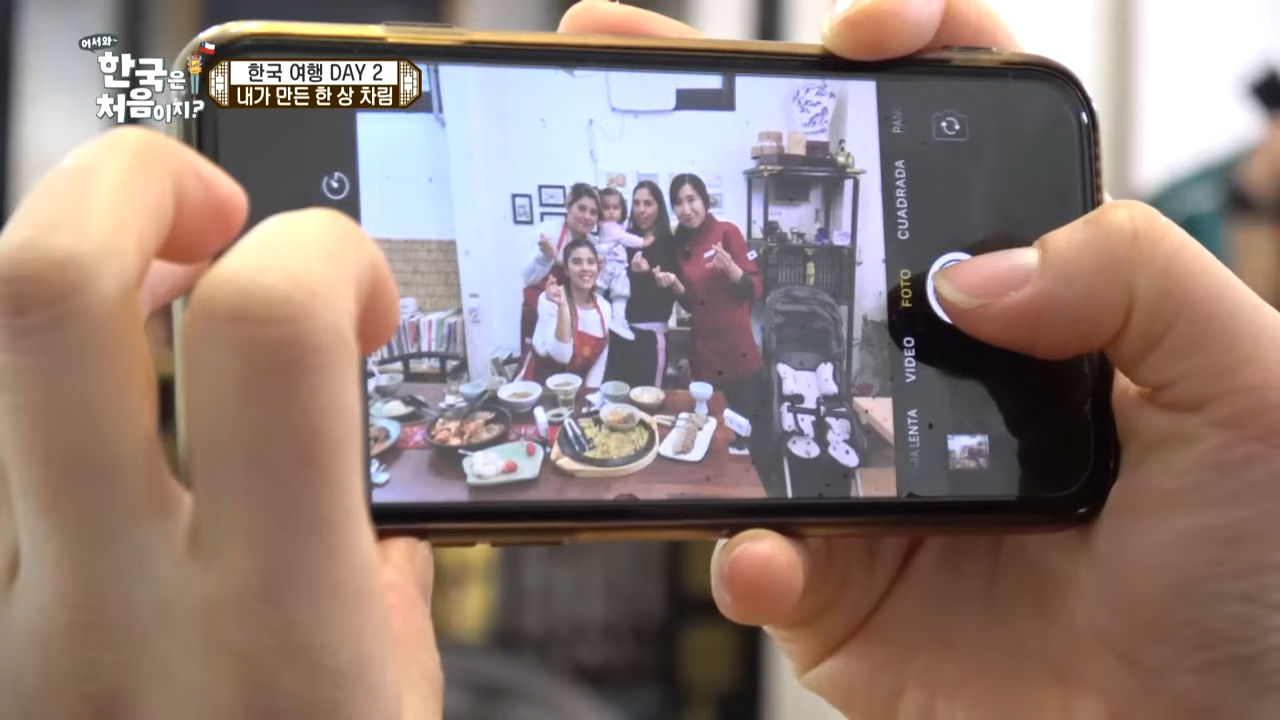 어서와~
한국은
처음이지?
한국 여행 DAY 2
내가 만든 한 상 차림
PAN
CUADRADA
FOTO
VIDEO
LENTA